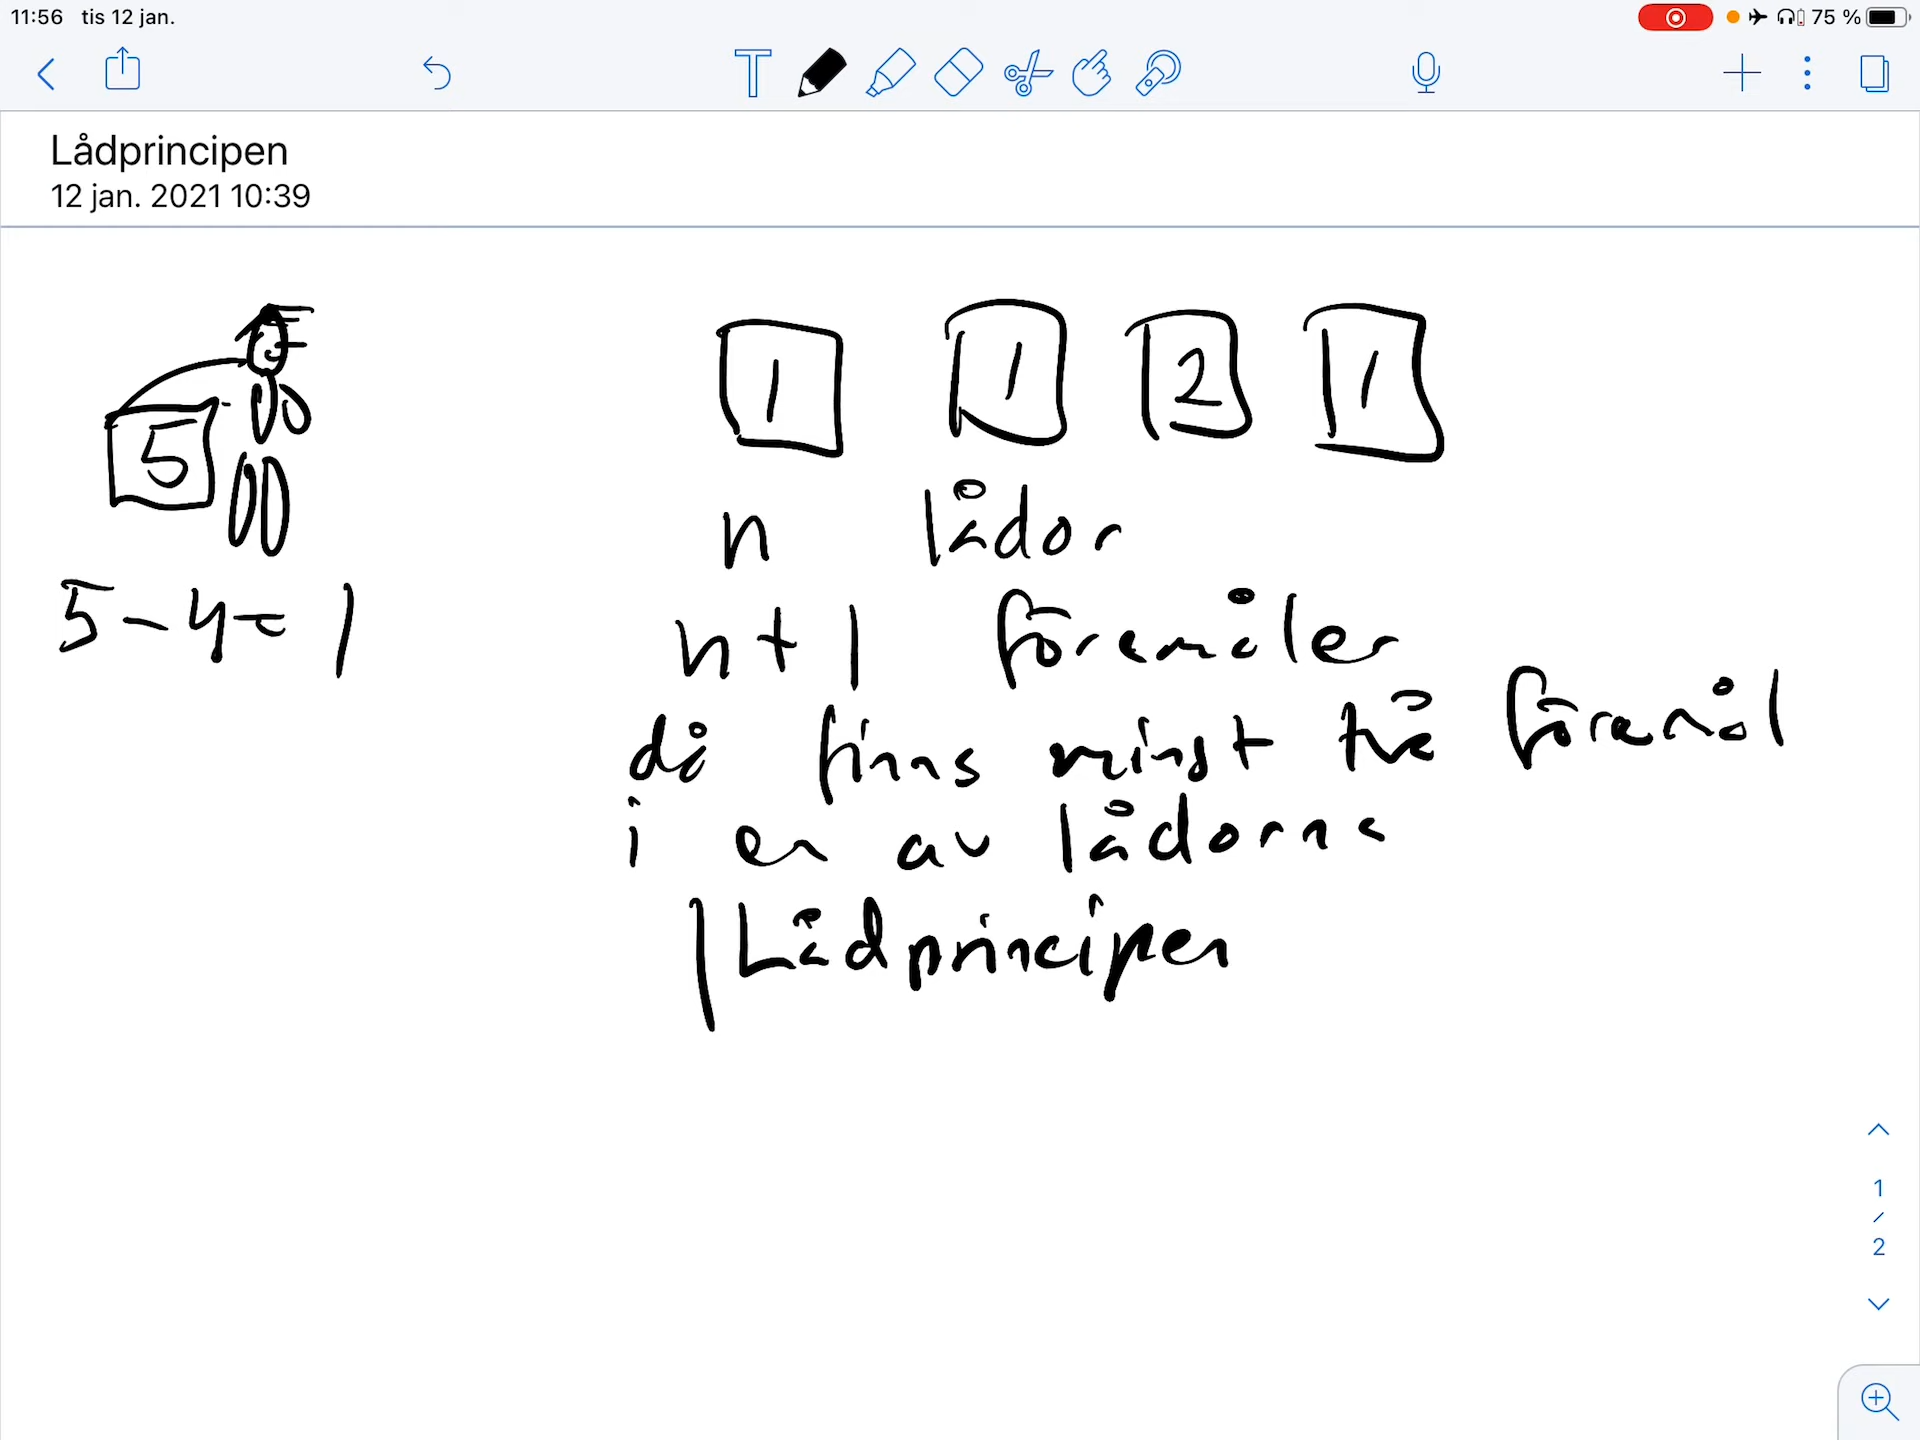 11:56 tis 12 jan.
75 %
T
Lådprincipen
12 jan. 2021 10:39
1 1 2 1
5
n lådor
5-4=1
n+1 föremåler
då finns minst två föremål
i en av lådorna
Lådprincipen
1
/
2